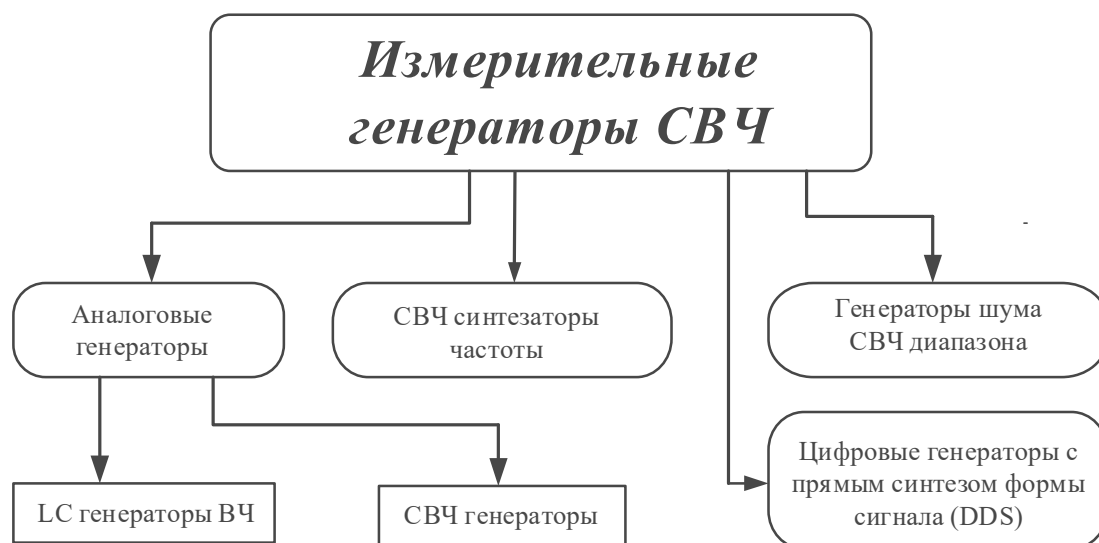 Измерительные
генераторы СВЧ
-
Аналоговые
генераторы
СВЧ синтезаторы
частоты
Генераторы шума
СВЧ диапазона
LC генераторы ВЧ
СВЧ генераторы
Цифровые генераторы с
прямым синтезом формы
сигнала (DDS)